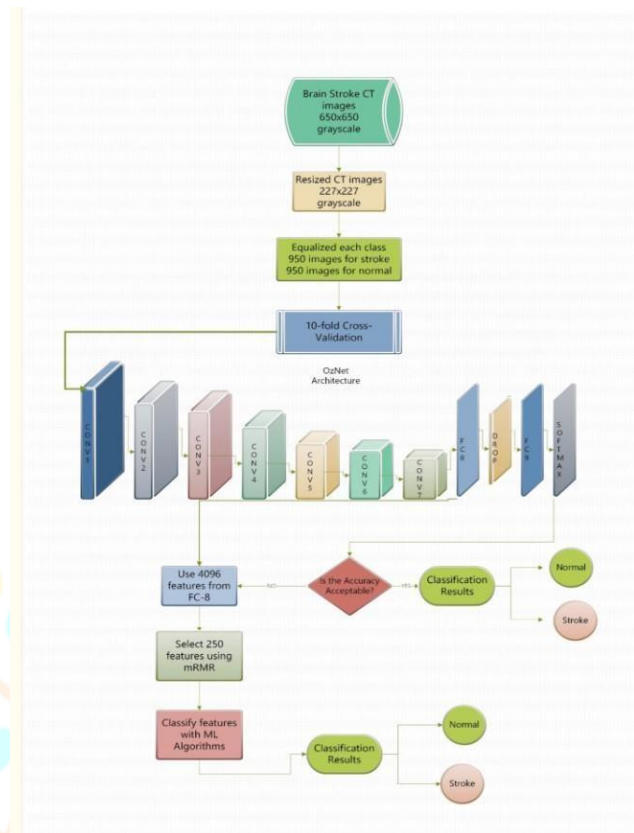 Brain Stroke CT
images
650x650
grayscale
Resized CT images
227x227
grayscale
Equalized each class
950 images for stroke
950 images for normal
10-fold Cross-
Validation
OzNet
Architecture
CONV1
CONV2
CONV3
CONV4
CONV5
CONV6
CONV7
FC8
DROP
FC9
SOFTMAX
Use 4096
features from
FC-8
NO
Is the Accuracy
Acceptable?
YES
Classification
Results
Normal
Stroke
Select 250
features using
mRMR
Classify features
with ML
Algorithms
Classification
Results
Normal
Stroke